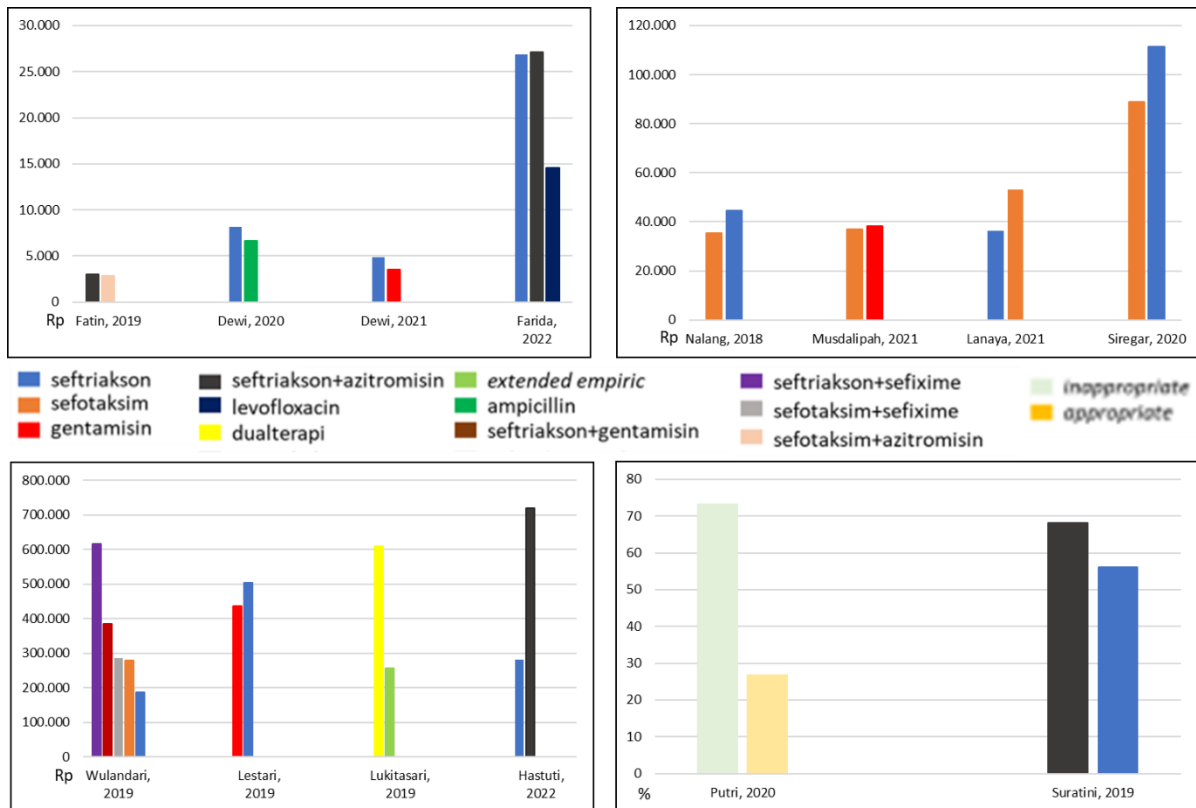 30.000
25.000
20.000
15.000
10.000
5.000
0
Rp
Fatin, 2019
Dewi, 2020
Dewi, 2021
Farida,
2022
120.000
100.000
80.000
60.000
40.000
20.000
0
Rp
Nalang, 2018
Musdalipah, 2021
Lanaya, 2021
Siregar, 2020
seftriakson
sefotaksim
gentamisin
seftriakson+azitromisin
levofloxacin
dualterapi
extended empiric
ampicillin
seftriakson+gentamisin
seftriakson+sefixime
sefotaksim+sefixime
sefotaksim+azitromisin
inappropriate
appropriate
800.000
700.000
600.000
500.000
400.000
300.000
200.000
100.000
0
Rp
Wulandari,
2019
Lestari,
2019
Lukitasari,
2019
Hastuti,
2022
80
70
60
50
40
30
20
10
0
%
Putri, 2020
Suratini, 2019